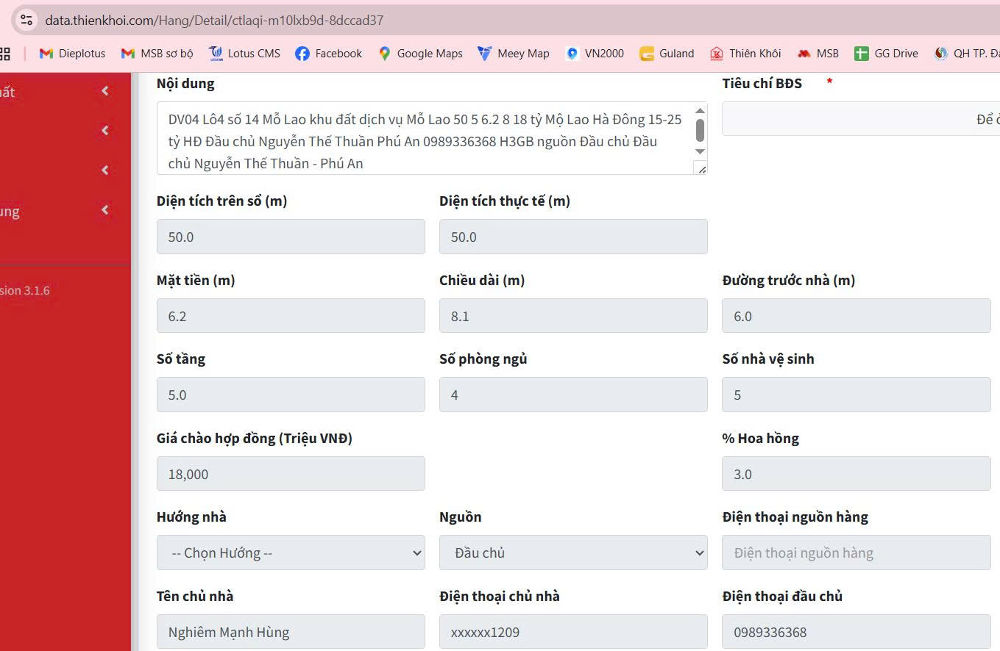 data.thienkhoi.com/Hang/Detail/ctlaqi-m10lxb9d-8dccad37
Dieplotus MSB sơ bộ Lotus CMS Facebook Google Maps Meey Map VN2000 Guland Thiên Khôi MSB GG Drive QH TP. Đà
Nội dung Tiêu chí BĐS *
uất
DV04 Lô4 số 14 Mỗ Lao khu đất dịch vụ Mỗ Lao 50 5 6.2 8 18 tỷ Mộ Lao Hà Đông 15-25
tỷ HĐ Đầu chủ Nguyễn Thế Thuần Phú An 0989336368 H3GB nguồn Đầu chủ Đầu
chủ Nguyễn Thế Thuần - Phú An
Để ở
ung
Diện tích trên sổ (m) Diện tích thực tế (m)
50.0 50.0
Mặt tiền (m) Chiều dài (m) Đường trước nhà (m)
sion 3.1.6
6.2 8.1 6.0
Số tầng Số phòng ngủ Số nhà vệ sinh
5.0 4 5
Giá chào hợp đồng (Triệu VNĐ) % Hoa hồng
18,000 3.0
Hướng nhà Nguồn Điện thoại nguồn hàng
-- Chọn Hướng -- Đầu chủ Điện thoại nguồn hàng
Tên chủ nhà Điện thoại chủ nhà Điện thoại đầu chủ
Nghiêm Mạnh Hùng xxxxxx1209 0989336368